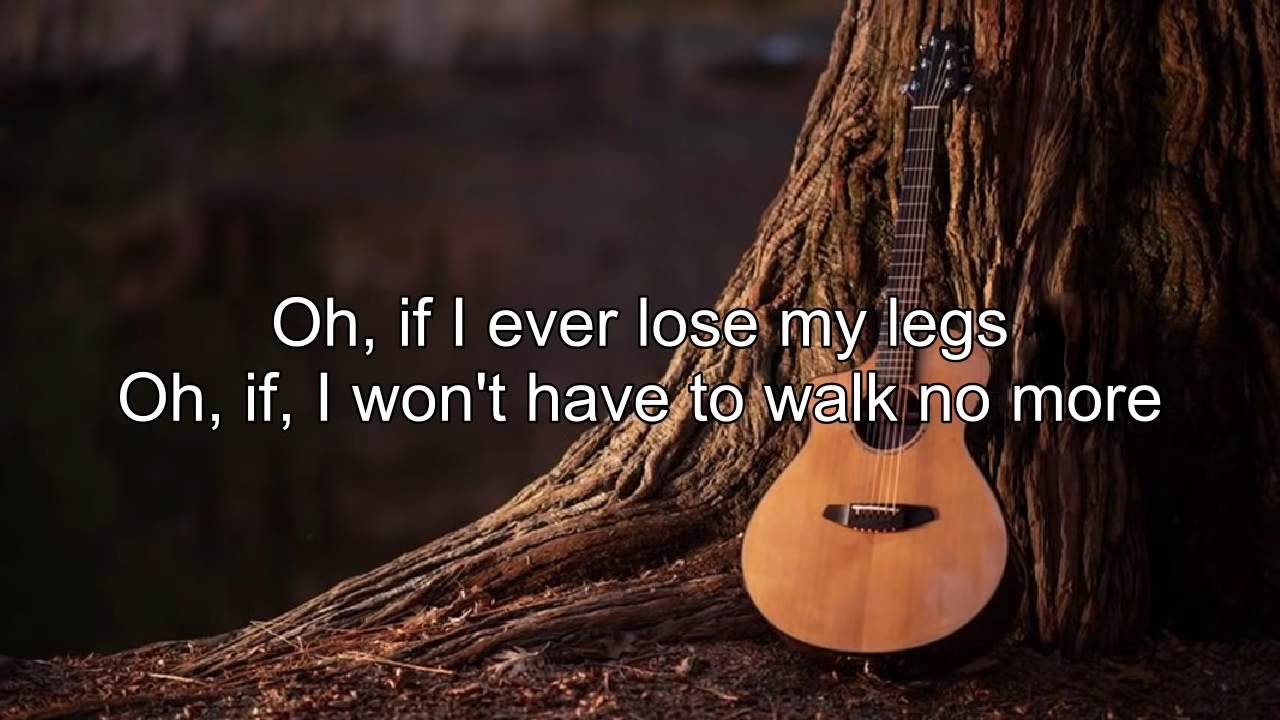 Oh, if I ever lose my legs
Oh, if, I won't have to walk no more